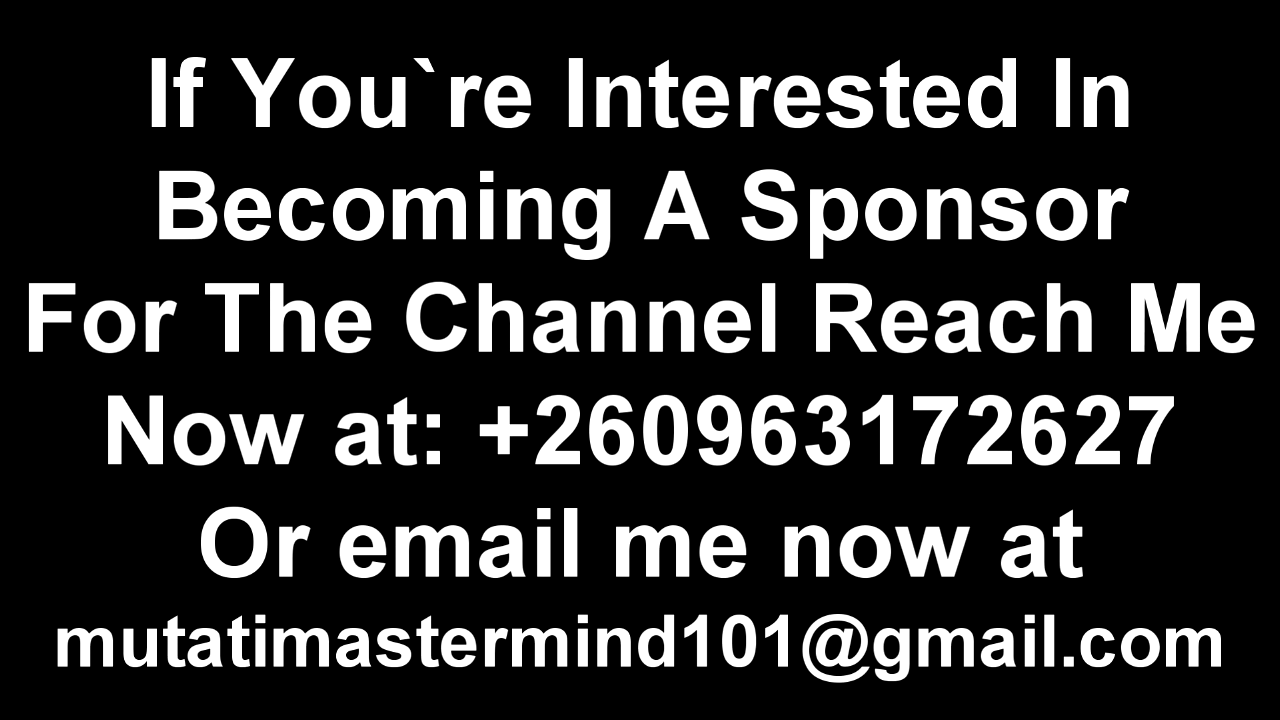 If You`re Interested In
Becoming A Sponsor
For The Channel Reach Me
Now at: +260963172627
Or email me now at
mutatimastermind101@gmail.com